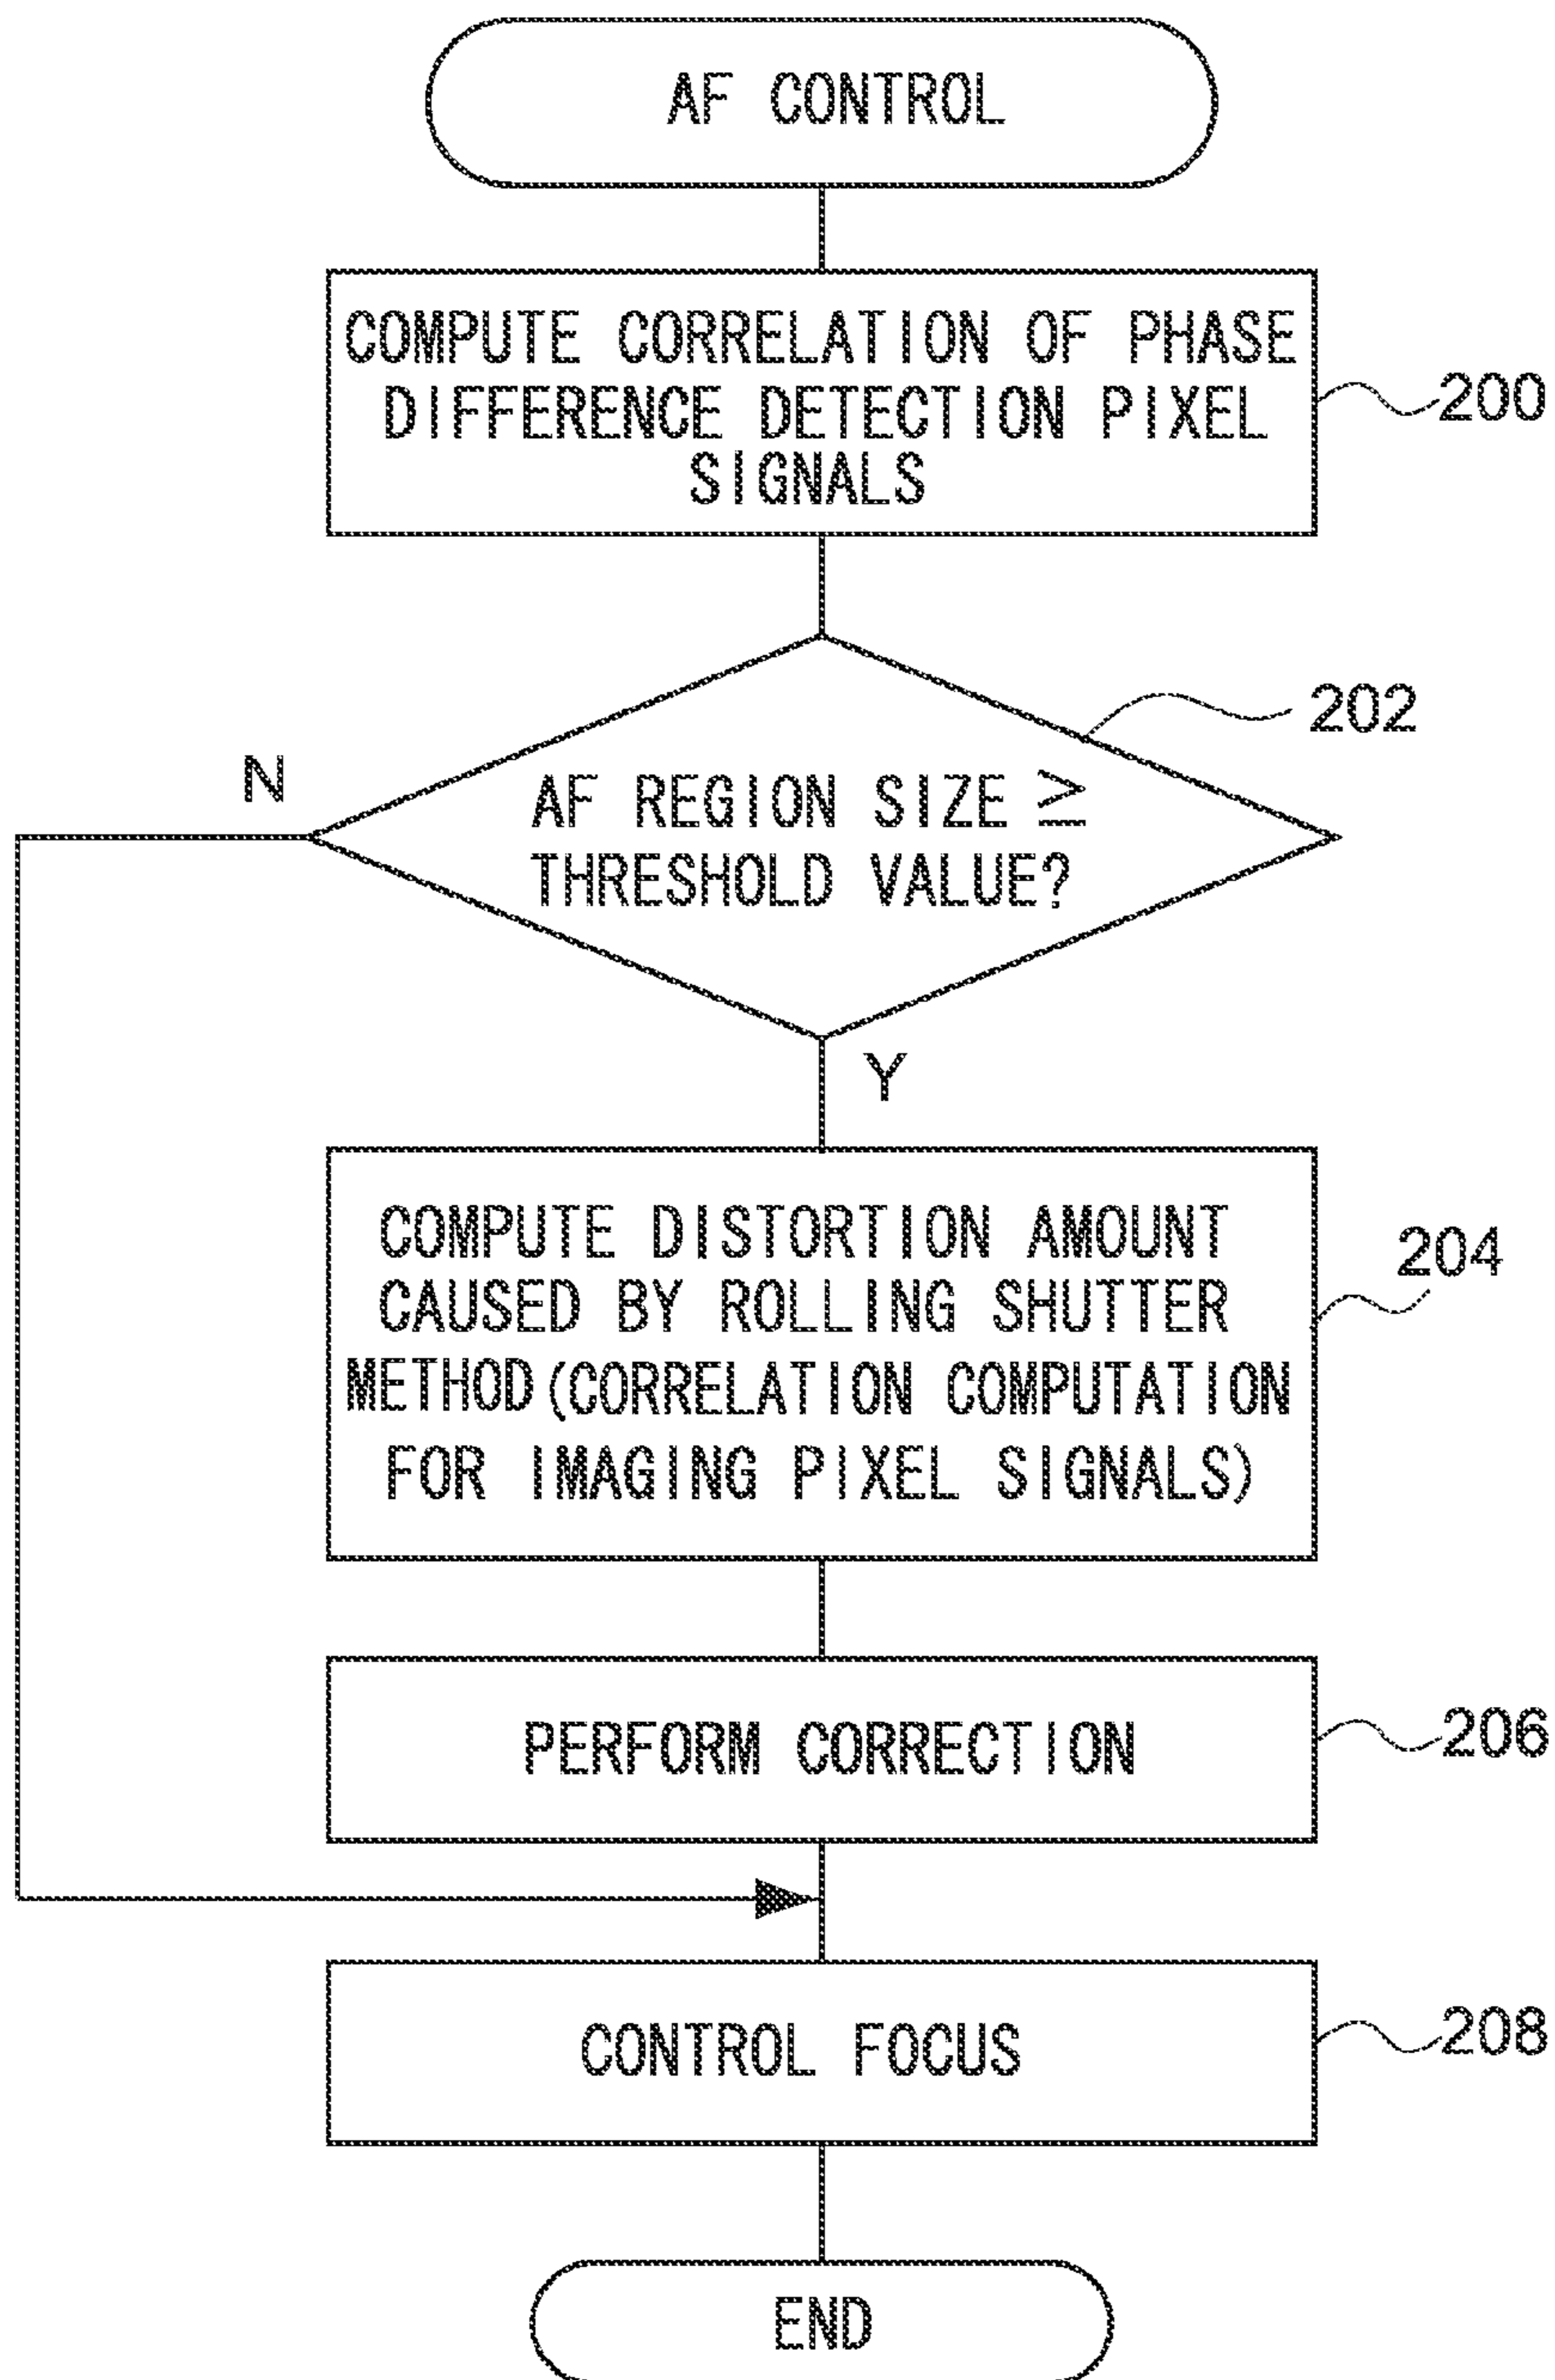 AF CONTROL
COMPUTE CORRELATION OF PHASE
DIFFERENCE DETECTION PIXEL
SIGNALS
200
202
N
AF REGION SIZE ≥
THRESHOLD VALUE?
Y
COMPUTE DISTORTION AMOUNT
CAUSED BY ROLLING SHUTTER
METHOD (CORRELATION COMPUTATION
FOR IMAGING PIXEL SIGNALS)
204
PERFORM CORRECTION
206
CONTROL FOCUS
208
END